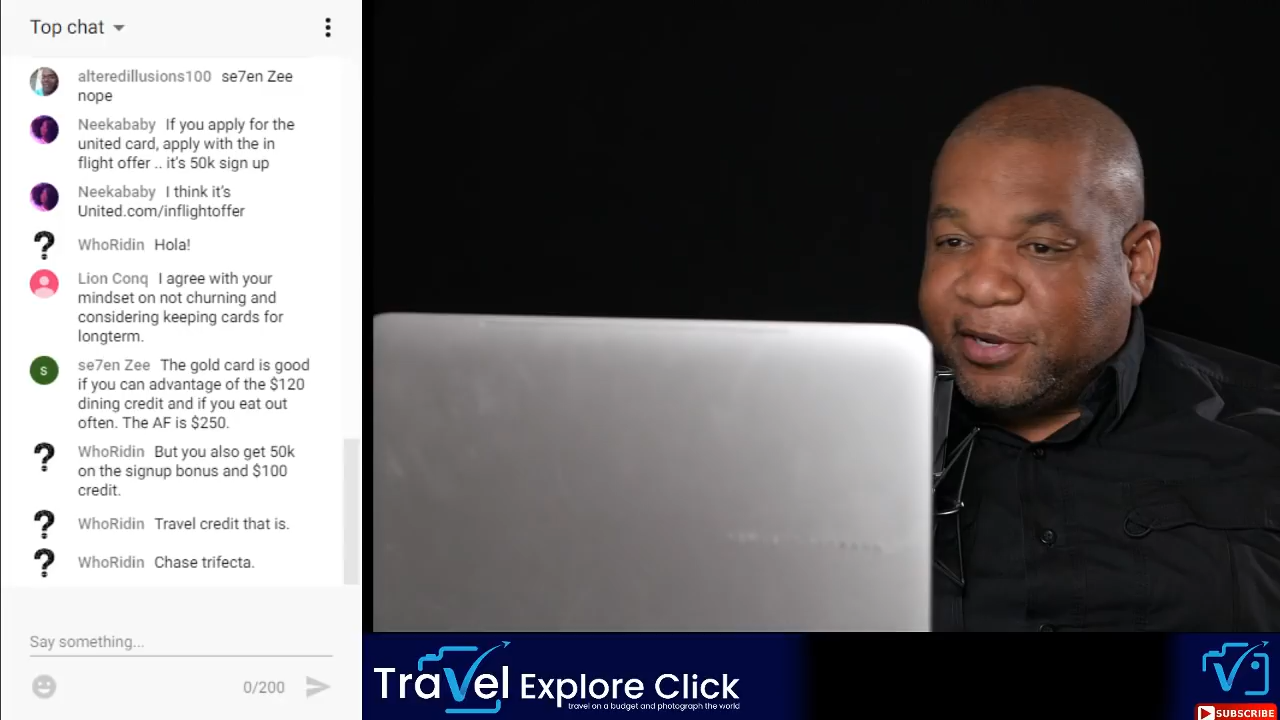 Top chat
alteredillusions100 se7en Zee
nope
Neekababy If you apply for the
united card, apply with the in
flight offer .. it's 50k sign up
Neekababy I think it's
United.com/inflightoffer
WhoRidin Hola!
Lion Conq I agree with your
mindset on not churning and
considering keeping cards for
longterm.
s
se7en Zee The gold card is good
if you can advantage of the $120
dining credit and if you eat out
often. The AF is $250.
WhoRidin But you also get 50k
on the signup bonus and $100
credit.
WhoRidin Travel credit that is.
WhoRidin Chase trifecta.
Say something...
0/200
Travel Explore Click
travel on a budget and photograph the world
SUBSCRIBE